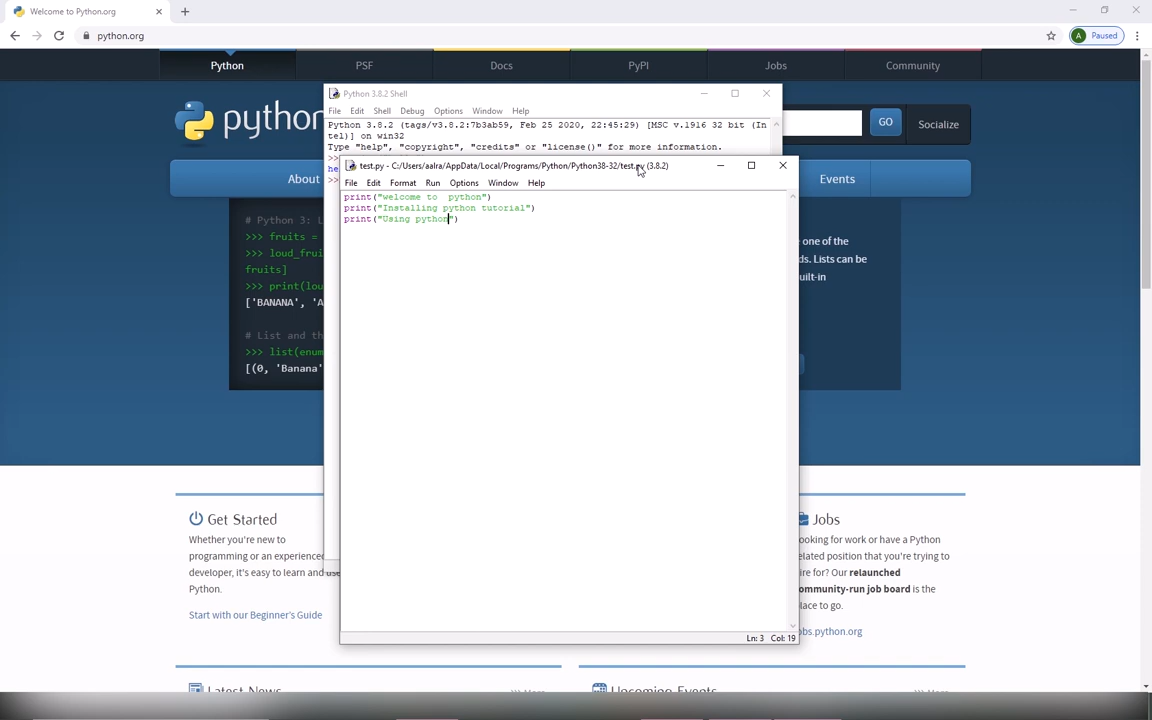 Welcome to Python.org
python.org
A Paused
Python PSF Docs PyPI Jobs Community
python
GO Socialize
About
Events
# Python 3: L
>>> fruits =
>>> loud_frui
fruits]
>>> print(lou
['BANANA', 'A
# List and th
>>> list(enum
[(0, 'Banana'
one of the
ds. Lists can be
uilt-in
Python 3.8.2 Shell
File Edit Shell Debug Options Window Help
Python 3.8.2 (tags/v3.8.2:7b3ab59, Feb 25 2020, 22:45:29) [MSC v.1916 32 bit (In
tel)] on win32
Type "help", "copyright", "credits" or "license()" for more information.
>>
he
>>
test.py - C:/Users/aalra/AppData/Local/Programs/Python/Python38-32/test.py (3.8.2)
File Edit Format Run Options Window Help
print("welcome to  python")
print("Installing python tutorial")
print("Using python")
Ln: 3 Col: 19
Get Started
Whether you're new to
programming or an experienced
developer, it's easy to learn and use
Python.
Start with our Beginner's Guide
Jobs
ooking for work or have a Python
elated position that you're trying to
ire for? Our relaunched
ommunity-run job board is the
lace to go.
obs.python.org
Latest News
>>> More
Upcoming Events
>>> More